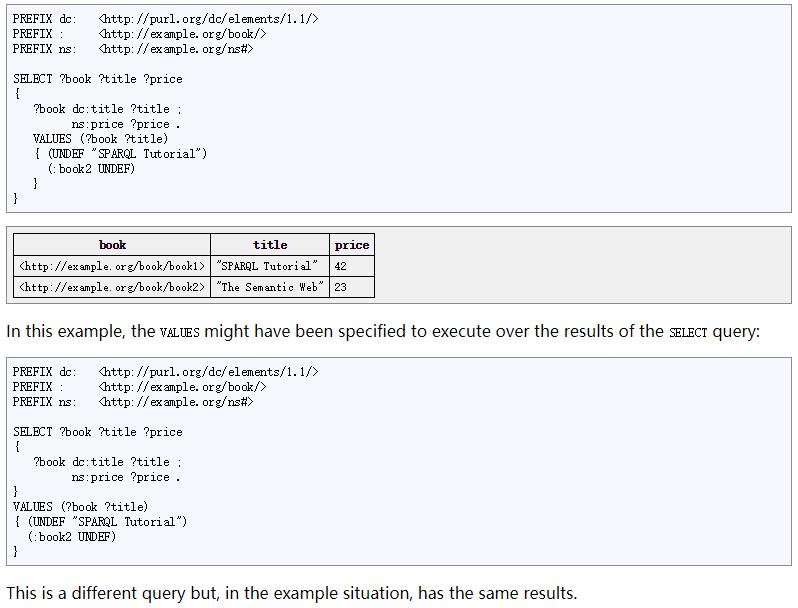 PREFIX dc:   <http://purl.org/dc/elements/1.1/>
PREFIX :     <http://example.org/book/>
PREFIX ns:   <http://example.org/ns#>
SELECT ?book ?title ?price
{
   ?book dc:title ?title ;
         ns:price ?price .
   VALUES (?book ?title)
   { (UNDEF "SPARQL Tutorial")
     (:book2 UNDEF)
   }
}
book title price
<http://example.org/book/book1> "SPARQL Tutorial" 42
<http://example.org/book/book2> "The Semantic Web" 23
In this example, the VALUES might have been specified to execute over the results of the SELECT query:
PREFIX dc:   <http://purl.org/dc/elements/1.1/>
PREFIX :     <http://example.org/book/>
PREFIX ns:   <http://example.org/ns#>
SELECT ?book ?title ?price
{
   ?book dc:title ?title ;
         ns:price ?price .
}
VALUES (?book ?title)
{ (UNDEF "SPARQL Tutorial")
  (:book2 UNDEF)
}
This is a different query but, in the example situation, has the same results.